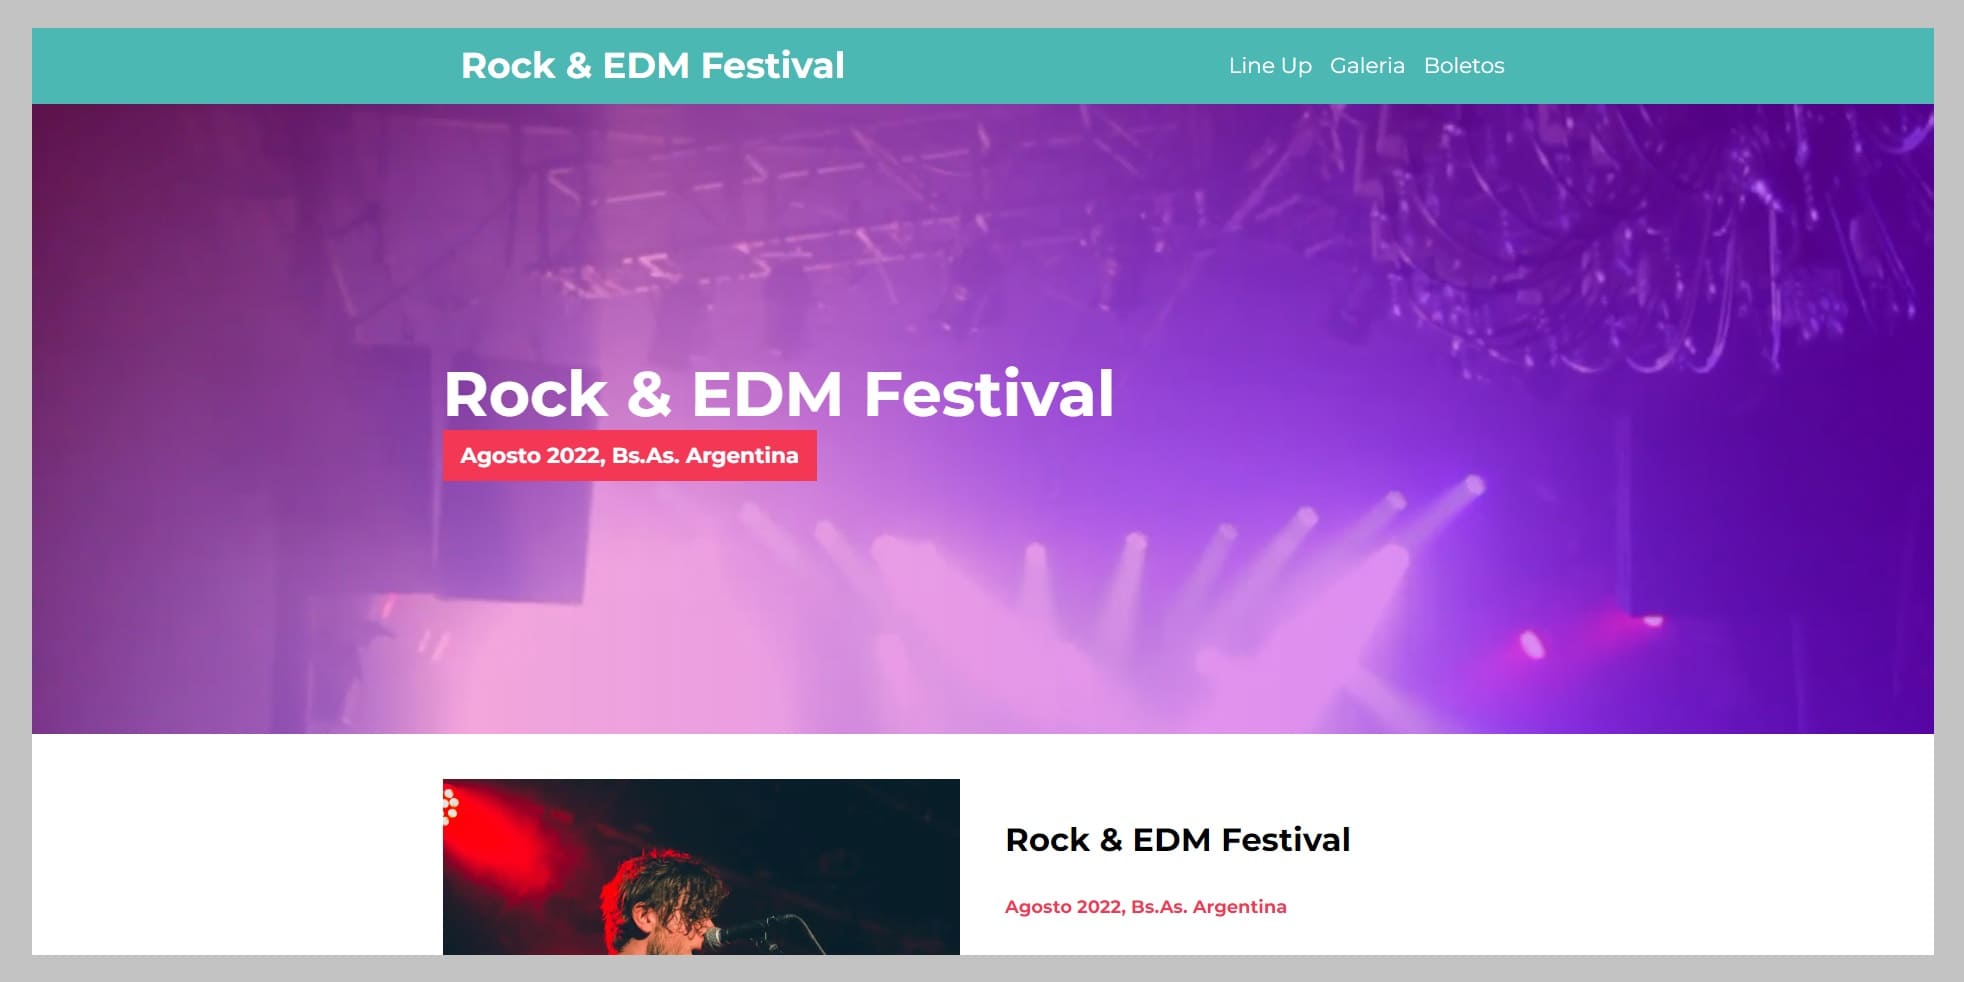 Rock & EDM Festival
Line Up Galeria Boletos
Rock & EDM Festival
Agosto 2022, Bs.As. Argentina
Rock & EDM Festival
Agosto 2022, Bs.As. Argentina